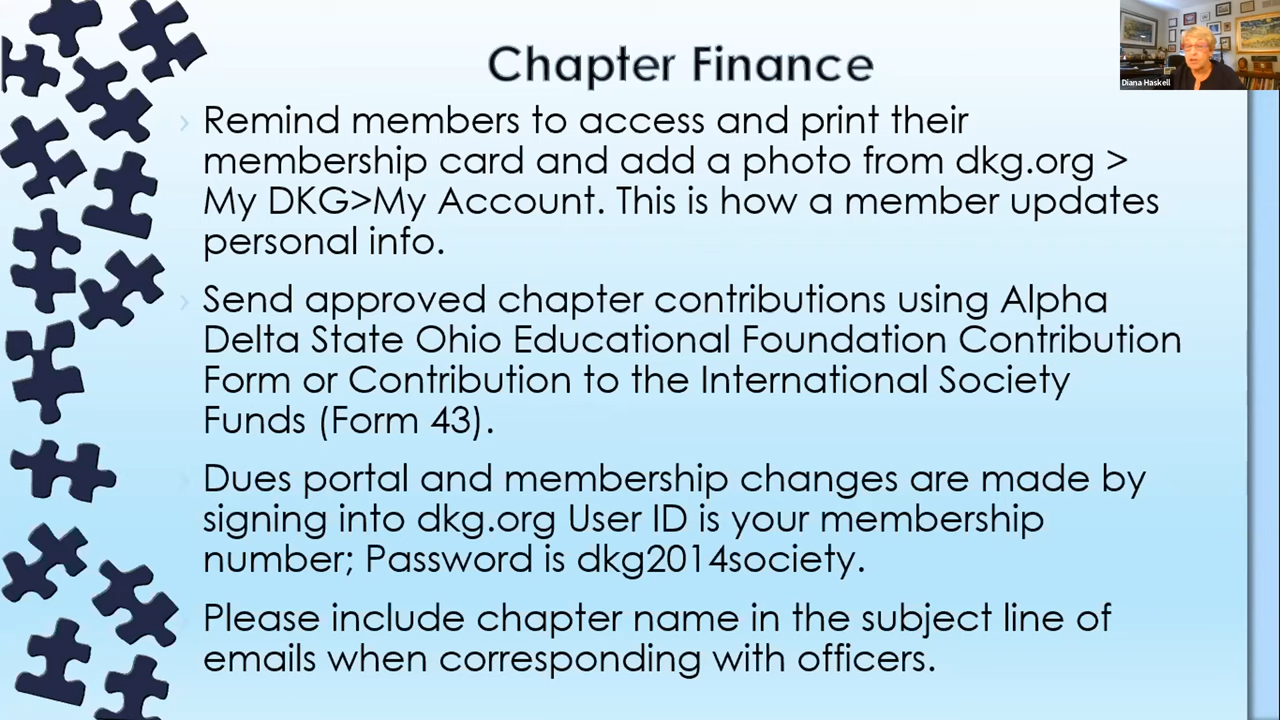 Chapter Finance
Diana Haskell
Remind members to access and print their
membership card and add a photo from dkg.org >
My DKG>My Account. This is how a member updates
personal info.
Send approved chapter contributions using Alpha
Delta State Ohio Educational Foundation Contribution
Form or Contribution to the International Society
Funds (Form 43).
Dues portal and membership changes are made by
signing into dkg.org User ID is your membership
number; Password is dkg2014society.
Please include chapter name in the subject line of
emails when corresponding with officers.